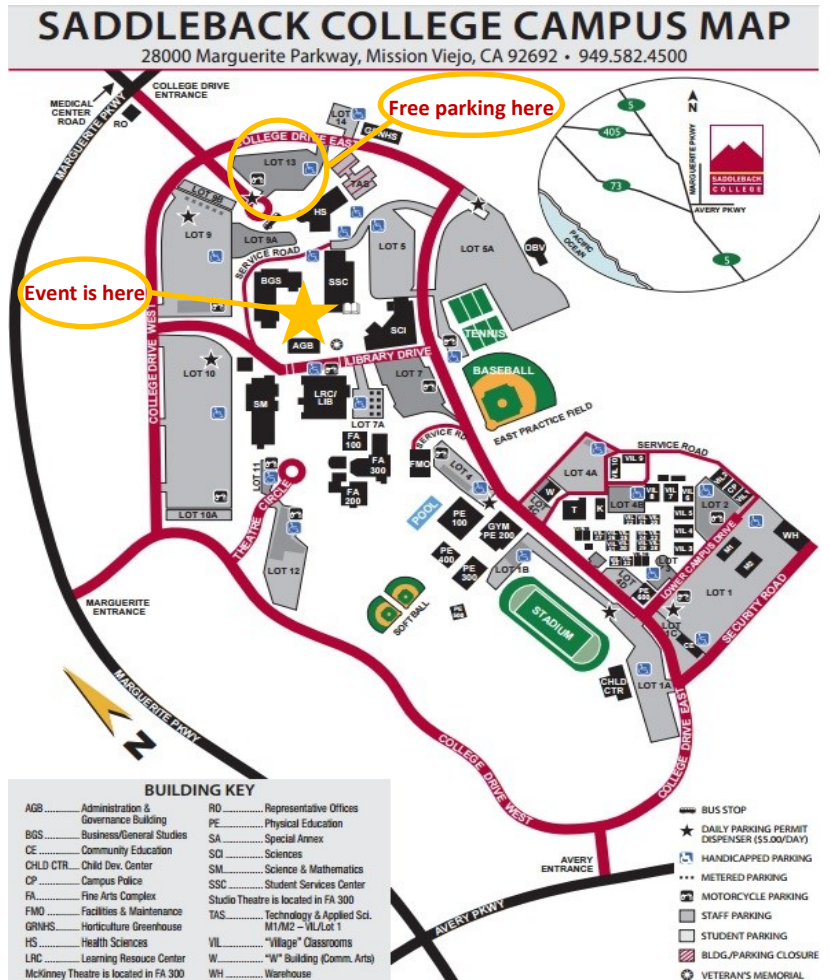 SADDLEBACK COLLEGE CAMPUS MAP
28000 Marguerite Parkway, Mission Viejo, CA 92692 • 949.582.4500
COLLEGE DRIVE
ENTRANCE
MEDICAL
CENTER
ROAD
RO
MARGUERITE PKWY
Free parking here
LOT
14
GRNHS
COLLEGE DRIVE EAST
LOT 13
TAS
HS
LOT 9B
LOT 9
LOT 9A
SERVICE ROAD
LOT 5
LOT 5A
OBV
BGS
SSC
Event is here
AGB
SCI
TENNIS
LIBRARY DRIVE
COLLEGE DRIVE WEST
LOT 10
SM
LRC/
LIB
LOT 7
LOT 7A
BASEBALL
EAST PRACTICE FIELD
N
5
405
73
MARGUERITE PKWY
AVERY PKWY
5
PACIFIC
OCEAN
SADDLEBACK
COLLEGE
FA
100
FA
300
FA
200
SERVICE RD
FMO
LOT 4
LOT 11
THEATRE CIRCLE
LOT 10A
LOT 12
POOL
PE
100
GYM
PE 200
PE
400
PE
300
LOT 1B
SERVICE ROAD
LOT 4A
VIL 9
W
T
K
LOT 4B
VIL 5
VIL 4
VIL 3
LOT 2
CP
WH
M1
M2
LOT
4D
PE
600
LOWER CAMPUS DRIVE
LOT 1
SECURITY ROAD
LOT
1C
CE
SOFTBALL
STADIUM
CHLD
CTR
LOT 1A
MARGUERITE
ENTRANCE
MARGUERITE PKWY
N
COLLEGE DRIVE WEST
COLLEGE DRIVE EAST
AVERY
ENTRANCE
AVERY PKWY
BUILDING KEY
AGB ............ Administration &
Governance Building
BGS ............ Business/General Studies
CE ............ Community Education
CHLD CTR .... Child Dev. Center
CP ............ Campus Police
FA ............ Fine Arts Complex
FMO ............ Facilities & Maintenance
GRNHS ........ Horticulture Greenhouse
HS ............ Health Sciences
LRC ............ Learning Resouce Center
McKinney Theatre is located in FA 300
RO ............ Representative Offices
PE ............ Physical Education
SA ............ Special Annex
SCI ............ Sciences
SM ............ Science & Mathematics
SSC ............ Student Services Center
Studio Theatre is located in FA 300
TAS ............ Technology & Applied Sci.
M1/M2 – VIL/Lot 1
VIL ............ "Village" Classrooms
W ............ "W" Building (Comm. Arts)
WH ............ Warehouse
BUS STOP
DAILY PARKING PERMIT
DISPENSER ($5.00/DAY)
HANDICAPPED PARKING
METERED PARKING
MOTORCYCLE PARKING
STAFF PARKING
STUDENT PARKING
BLDG./PARKING CLOSURE
VETERAN'S MEMORIAL